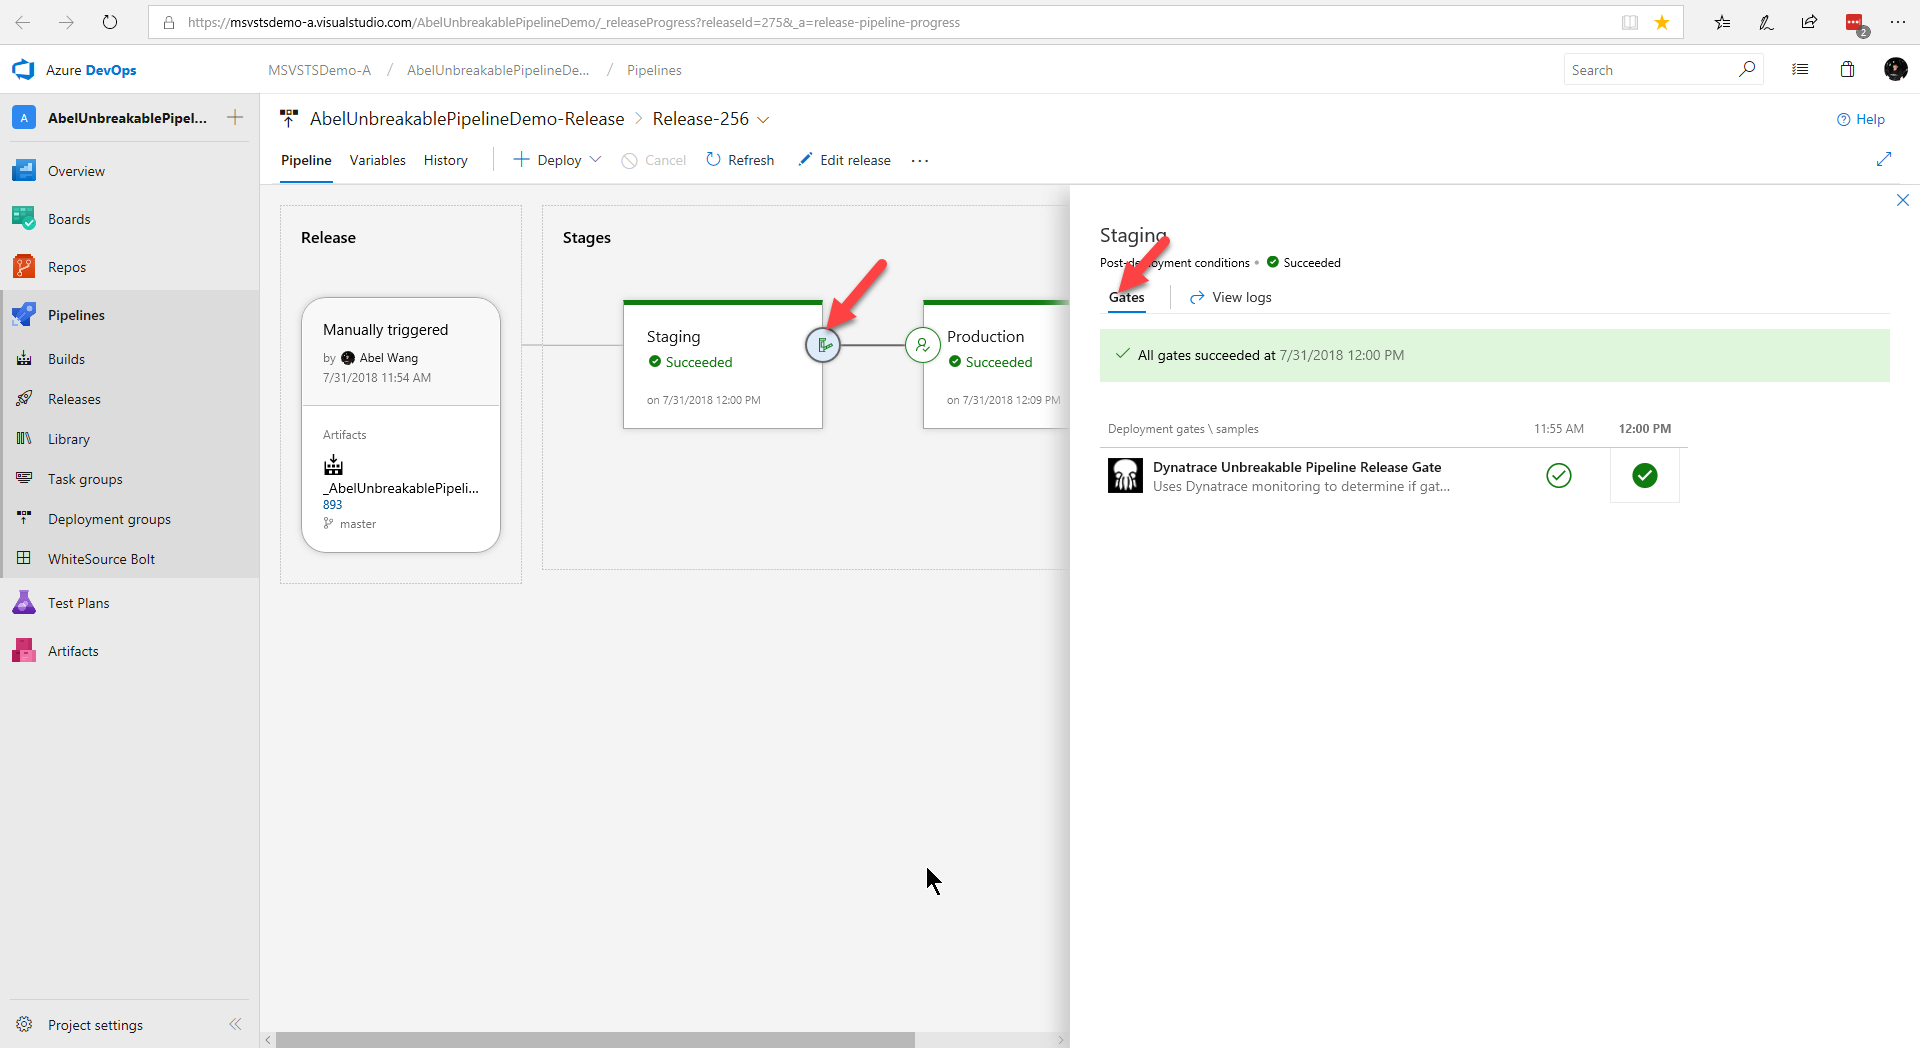 https://msvstsdemo-a.visualstudio.com/AbelUnbreakablePipelineDemo/_releaseProgress?releaseId=275&_a=release-pipeline-progress
2
Azure DevOps
MSVSTSDemo-A / AbelUnbreakablePipelineDe... / Pipelines
Search
A AbelUnbreakablePipel...
AbelUnbreakablePipelineDemo-Release > Release-256
Help
Overview
Boards
Repos
Pipelines
Builds
Releases
Library
Task groups
Deployment groups
WhiteSource Bolt
Test Plans
Artifacts
Project settings
Pipeline Variables History Deploy Cancel Refresh Edit release ...
Release
Manually triggered
by Abel Wang
7/31/2018 11:54 AM
Artifacts
_AbelUnbreakablePipeli...
893
master
Stages
Staging
Succeeded
on 7/31/2018 12:00 PM
Production
Succeeded
on 7/31/2018 12:09 PM
Staging
Post-deployment conditions • Succeeded
Gates View logs
All gates succeeded at 7/31/2018 12:00 PM
Deployment gates \ samples 11:55 AM 12:00 PM
Dynatrace Unbreakable Pipeline Release Gate
Uses Dynatrace monitoring to determine if gat...